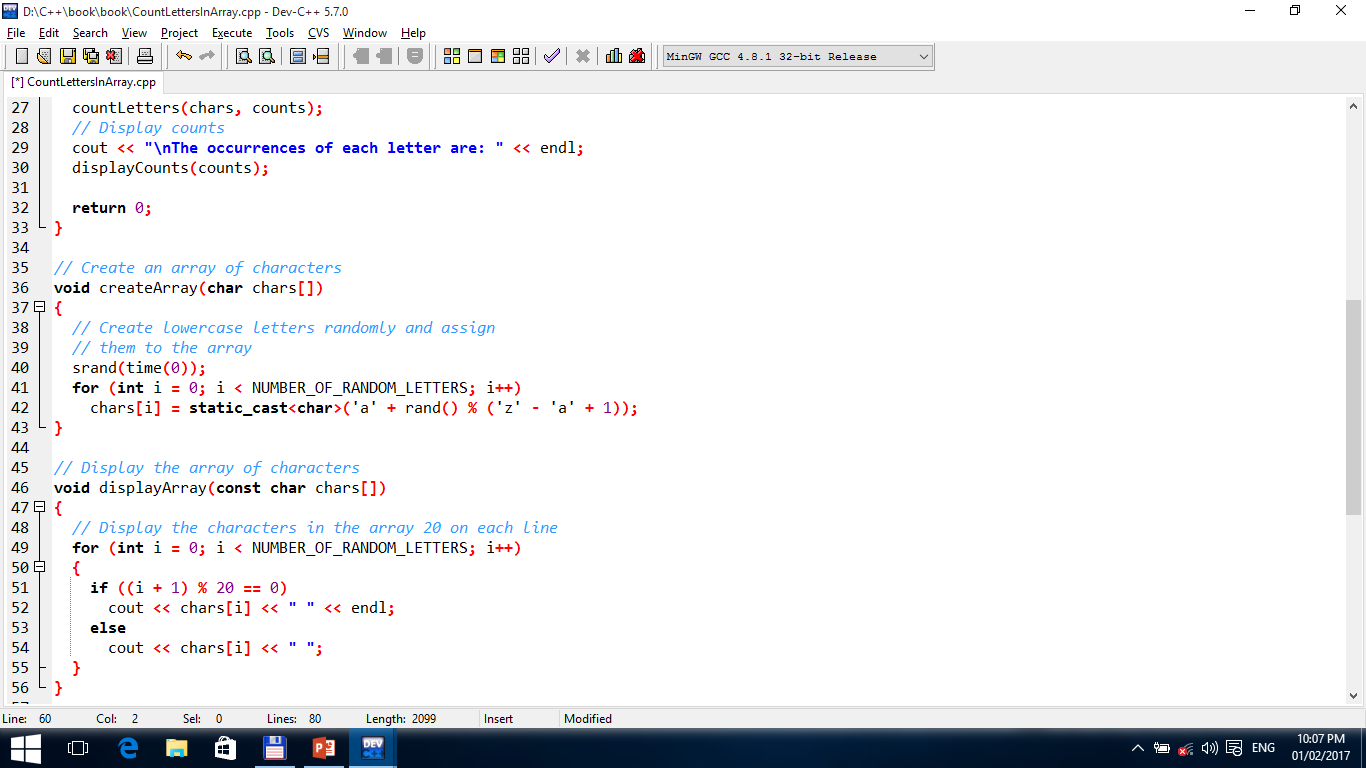 D:\C++\book\book\CountLettersInArray.cpp - Dev-C++ 5.7.0
File Edit Search View Project Execute Tools CVS Window Help
MinGW GCC 4.8.1 32-bit Release
[*] CountLettersInArray.cpp
27 countLetters(chars, counts);
28 // Display counts
29 cout << "\nThe occurrences of each letter are: " << endl;
30 displayCounts(counts);
31
32 return 0;
33 }
34
35 // Create an array of characters
36 void createArray(char chars[])
37 {
38 // Create lowercase letters randomly and assign
39 // them to the array
40 srand(time(0));
41 for (int i = 0; i < NUMBER_OF_RANDOM_LETTERS; i++)
42 chars[i] = static_cast<char>('a' + rand() % ('z' - 'a' + 1));
43 }
44
45 // Display the array of characters
46 void displayArray(const char chars[])
47 {
48 // Display the characters in the array 20 on each line
49 for (int i = 0; i < NUMBER_OF_RANDOM_LETTERS; i++)
50 {
51 if ((i + 1) % 20 == 0)
52 cout << chars[i] << " " << endl;
53 else
54 cout << chars[i] << " ";
55 }
56 }
Line: 60 Col: 2 Sel: 0 Lines: 80 Length: 2099 Insert Modified
DEV
ENG
10:07 PM
01/02/2017